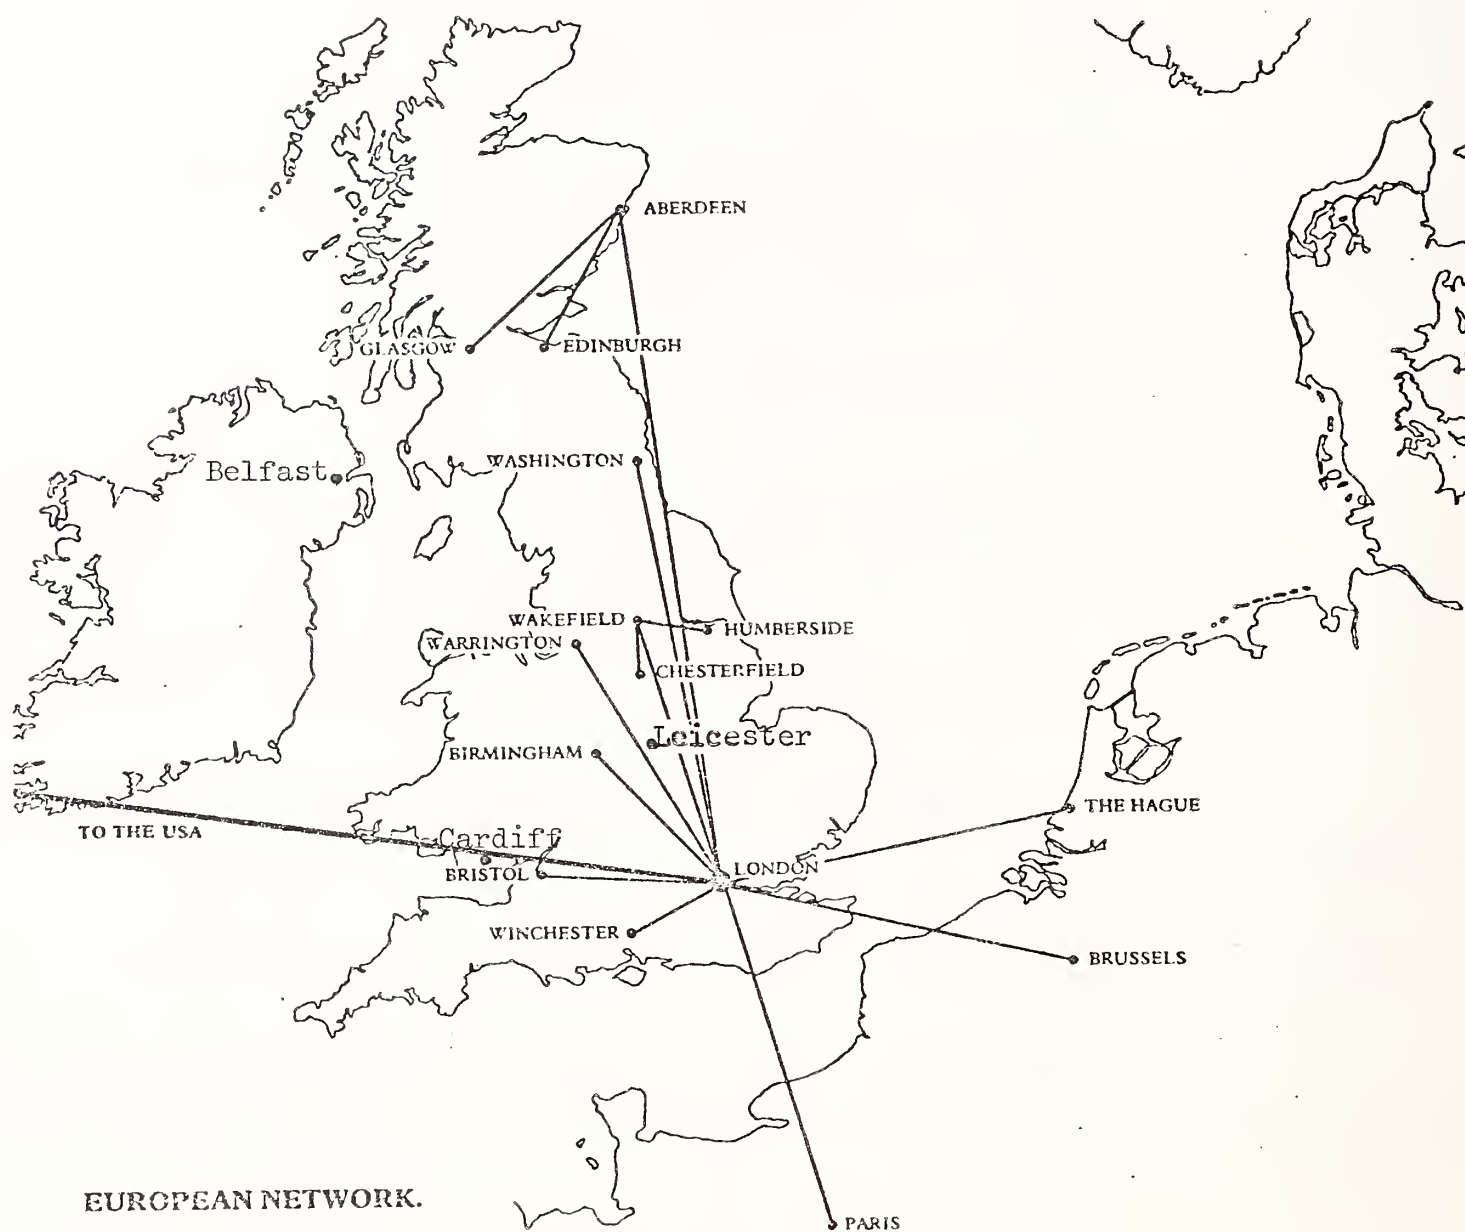 ABERDEEN
GLASGOW
EDINBURGH
WASHINGTON
Belfast
WAKEFIELD
HUMBERSIDE
WARRINGTON
CHESTERFIELD
Leicester
BIRMINGHAM
THE HAGUE
TO THE USA
Cardiff
LONDON
BRISTOL
WINCHESTER
BRUSSELS
EUROPEAN NETWORK.
PARIS